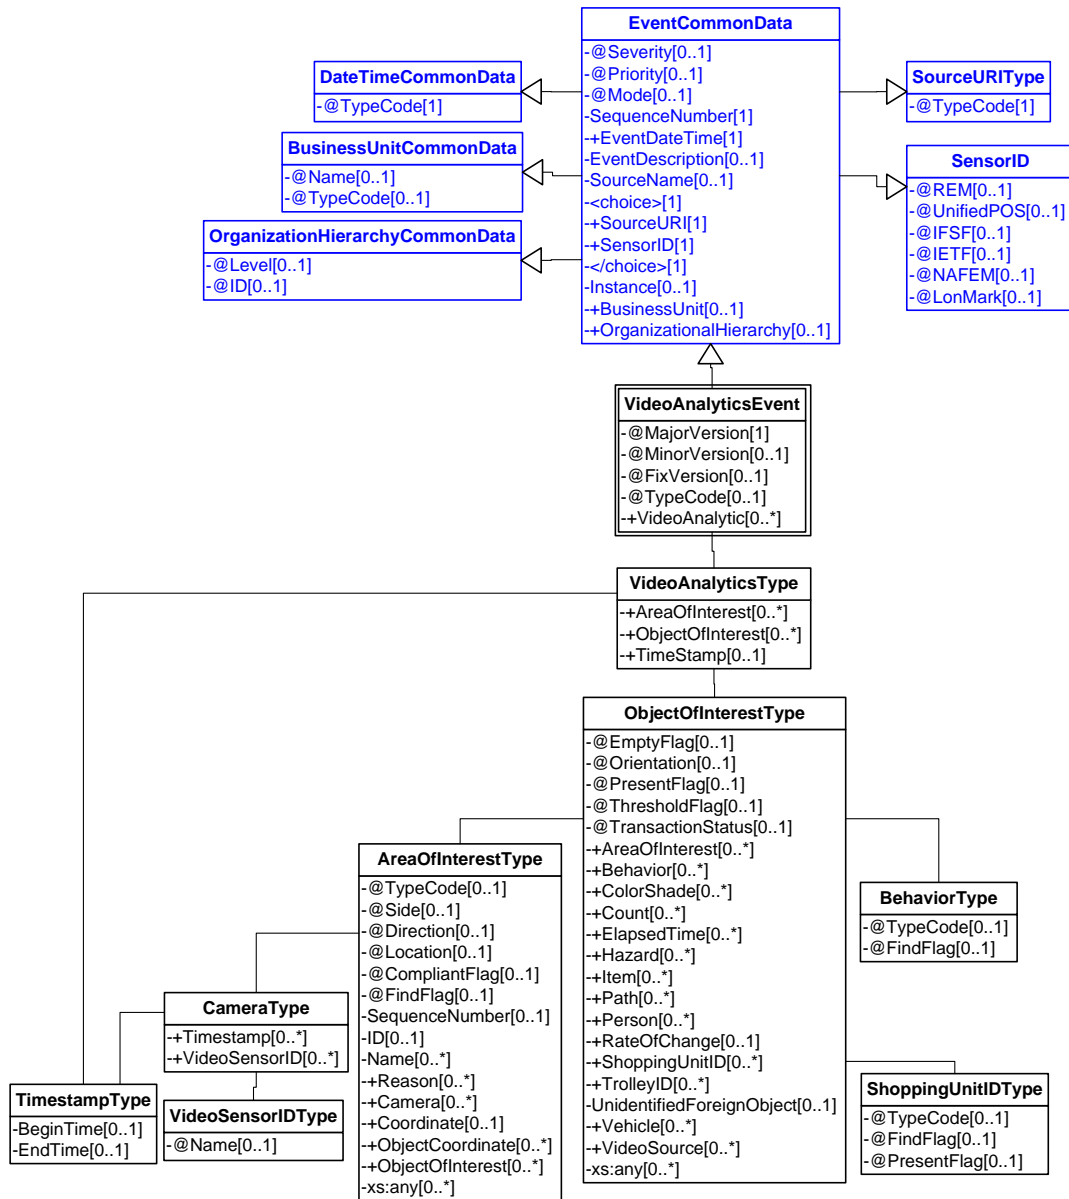 EventCommonData
-@Severity[0..1]
-@Priority[0..1]
-@Mode[0..1]
-SequenceNumber[1]
-+EventDateTime[1]
-EventDescription[0..1]
-SourceName[0..1]
-<choice>[1]
-+SourceURI[1]
-+SensorID[1]
-</choice>[1]
-Instance[0..1]
-+BusinessUnit[0..1]
-+OrganizationalHierarchy[0..1]
DateTimeCommonData
-@TypeCode[1]
BusinessUnitCommonData
-@Name[0..1]
-@TypeCode[0..1]
OrganizationHierarchyCommonData
-@Level[0..1]
-@ID[0..1]
SourceURIType
-@TypeCode[1]
SensorID
-@REM[0..1]
-@UnifiedPOS[0..1]
-@IFSF[0..1]
-@IETF[0..1]
-@NAFEM[0..1]
-@LonMark[0..1]
VideoAnalyticsEvent
-@MajorVersion[1]
-@MinorVersion[0..1]
-@FixVersion[0..1]
-@TypeCode[0..1]
-+VideoAnalytic[0..*]
VideoAnalyticsType
-+AreaOfInterest[0..*]
-+ObjectOfInterest[0..*]
-+TimeStamp[0..1]
ObjectOfInterestType
-@EmptyFlag[0..1]
-@Orientation[0..1]
-@PresentFlag[0..1]
-@ThresholdFlag[0..1]
-@TransactionStatus[0..1]
-+AreaOfInterest[0..*]
-+Behavior[0..*]
-+ColorShade[0..*]
-+Count[0..*]
-+ElapsedTime[0..*]
-+Hazard[0..*]
-+Item[0..*]
-+Path[0..*]
-+Person[0..*]
-+RateOfChange[0..1]
-+ShoppingUnitID[0..*]
-+TrolleyID[0..*]
-UnidentifiedForeignObject[0..1]
-+Vehicle[0..*]
-+VideoSource[0..*]
-xs:any[0..*]
AreaOfInterestType
-@TypeCode[0..1]
-@Side[0..1]
-@Direction[0..1]
-@Location[0..1]
-@CompliantFlag[0..1]
-@FindFlag[0..1]
-SequenceNumber[0..1]
-ID[0..1]
-Name[0..*]
-+Reason[0..*]
-+Camera[0..*]
-+Coordinate[0..1]
-+ObjectCoordinate[0..*]
-+ObjectOfInterest[0..*]
-xs:any[0..*]
BehaviorType
-@TypeCode[0..1]
-@FindFlag[0..1]
CameraType
-+Timestamp[0..*]
-+VideoSensorID[0..*]
TimestampType
-BeginTime[0..1]
-EndTime[0..1]
VideoSensorIDType
-@Name[0..1]
ShoppingUnitIDType
-@TypeCode[0..1]
-@FindFlag[0..1]
-@PresentFlag[0..1]